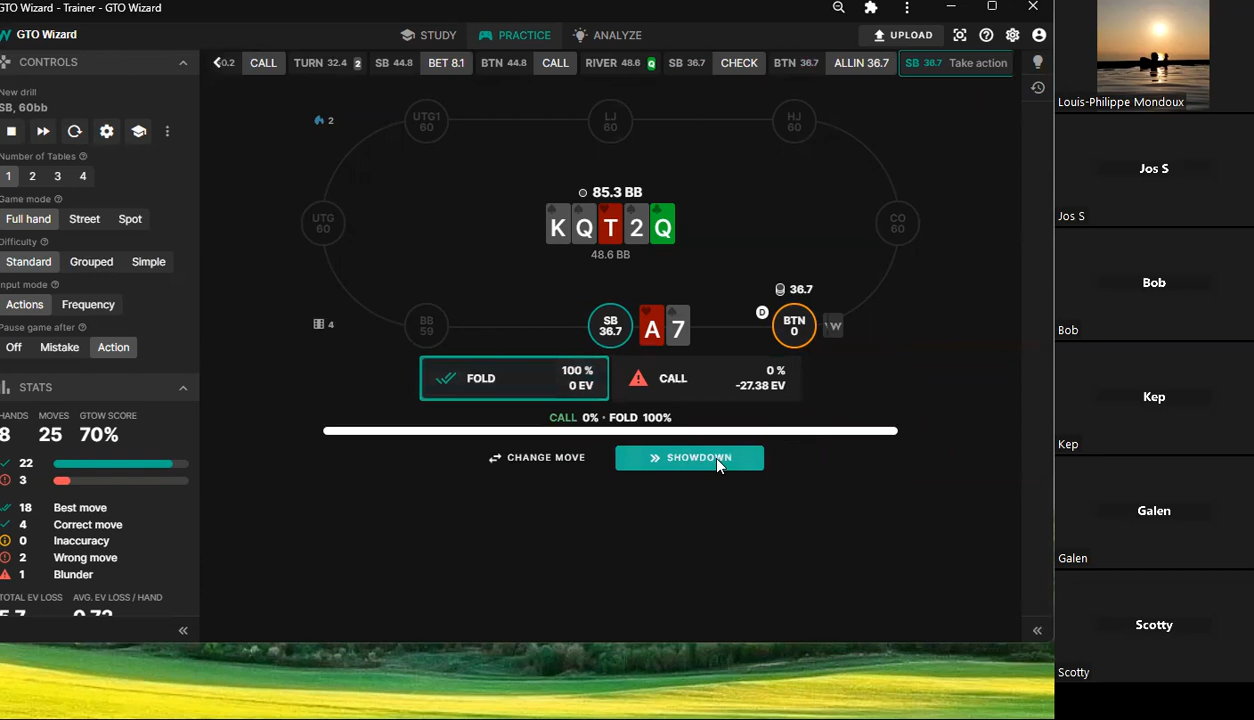 GTO Wizard - Trainer - GTO Wizard
GTO Wizard
STUDY
PRACTICE
ANALYZE
UPLOAD
CONTROLS
0.2
CALL
TURN 32.4 2
SB 44.8
BET 8.1
BTN 44.8
CALL
RIVER 48.6 Q
SB 36.7
CHECK
BTN 36.7
ALLIN 36.7
SB 36.7 Take action
New drill
SB, 60bb
Number of Tables
1 2 3 4
Game mode
Full hand Street Spot
Difficulty
Standard Grouped Simple
nput mode
Actions Frequency
Pause game after
Off Mistake Action
STATS
HANDS MOVES GTOW SCORE
8 25 70%
22
3
18 Best move
4 Correct move
0 Inaccuracy
2 Wrong move
1 Blunder
TOTAL EV LOSS AVG. EV LOSS / HAND
5.7 0.72
2
4
UTG1
60
LJ
60
HJ
60
UTG
60
CO
60
85.3 BB
K Q T 2 Q
48.6 BB
BB
59
SB
36.7
A 7
D
36.7
BTN
0
W
FOLD
100 %
0 EV
CALL
0 %
-27.38 EV
CALL 0% · FOLD 100%
CHANGE MOVE
SHOWDOWN
Louis-Philippe Mondoux
Jos S
Jos S
Bob
Bob
Kep
Kep
Galen
Galen
Scotty
Scotty